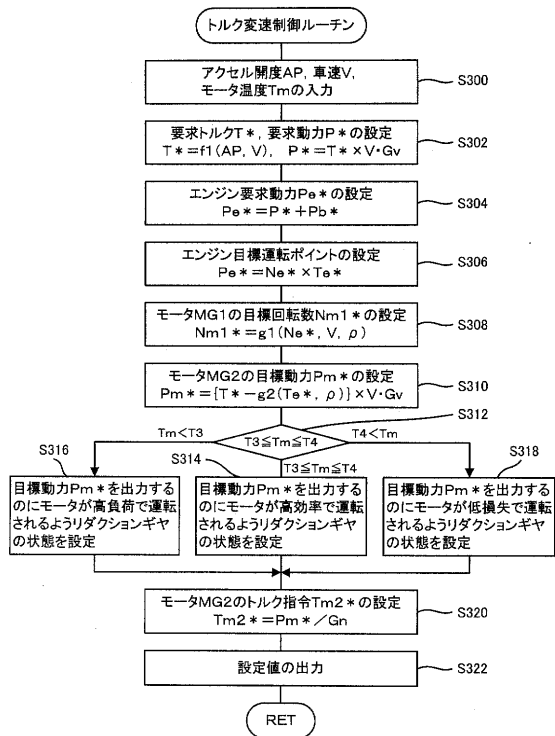 トルク変速制御ルーチン
アクセル開度AP, 車速V,
モータ温度Tmの入力
S300
要求トルクT*, 要求動力P*の設定
T*=f1(AP, V), P*=T*×V・Gv
S302
エンジン要求動力Pe*の設定
Pe*=P*+Pb*
S304
エンジン目標運転ポイントの設定
Pe*=Ne*×Te*
S306
モータMG1の目標回転数Nm1*の設定
Nm1*=g1(Ne*, V, ρ)
S308
モータMG2の目標動力Pm*の設定
Pm*={T*-g2(Te*, ρ)}×V・Gv
S310
S312
Tm<T3
T3≦Tm≦T4
T4<Tm
S316
S314
T3≦Tm≦T4
S318
目標動力Pm*を出力する
のにモータが高負荷で運転
されるようリダクションギヤ
の状態を設定
目標動力Pm*を出力する
のにモータが高効率で運転
されるようリダクションギヤ
の状態を設定
目標動力Pm*を出力する
のにモータが低損失で運転
されるようリダクションギヤ
の状態を設定
モータMG2のトルク指令Tm2*の設定
Tm2*=Pm*/Gn
S320
設定値の出力
S322
RET